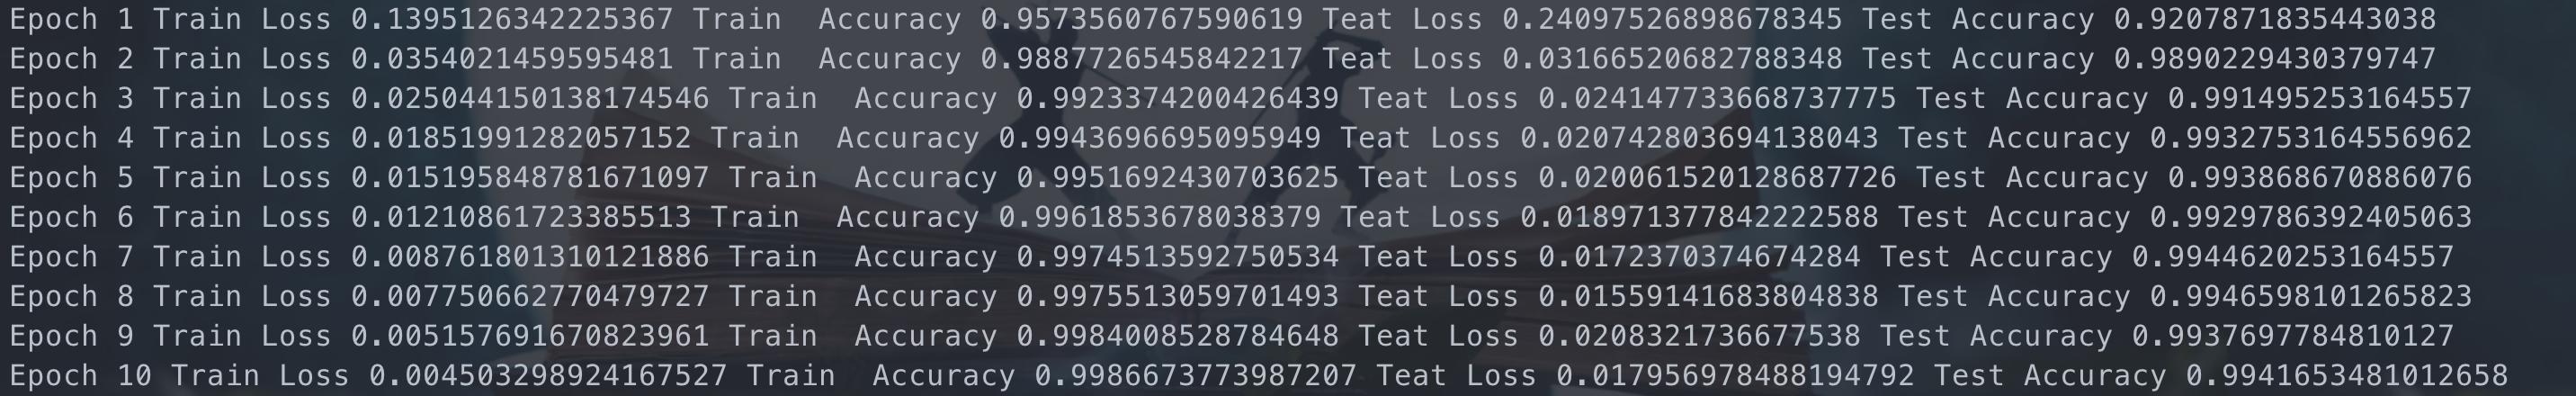 Epoch 1 Train Loss 0.1395126342225367 Train  Accuracy 0.9573560767590619 Teat Loss 0.24097526898678345 Test Accuracy 0.9207871835443038
Epoch 2 Train Loss 0.0354021459595481 Train  Accuracy 0.9887726545842217 Teat Loss 0.03166520682788348 Test Accuracy 0.9890229430379747
Epoch 3 Train Loss 0.025044150138174546 Train  Accuracy 0.9923374200426439 Teat Loss 0.024147733668737775 Test Accuracy 0.991495253164557
Epoch 4 Train Loss 0.01851991282057152 Train  Accuracy 0.9943696695095949 Teat Loss 0.020742803694138043 Test Accuracy 0.9932753164556962
Epoch 5 Train Loss 0.015195848781671097 Train  Accuracy 0.9951692430703625 Teat Loss 0.020061520128687726 Test Accuracy 0.993868670886076
Epoch 6 Train Loss 0.01210861723385513 Train  Accuracy 0.9961853678038379 Teat Loss 0.018971377842222588 Test Accuracy 0.9929786392405063
Epoch 7 Train Loss 0.008761801310121886 Train  Accuracy 0.9974513592750534 Teat Loss 0.0172370374674284 Test Accuracy 0.9944620253164557
Epoch 8 Train Loss 0.007750662770479727 Train  Accuracy 0.9975513059701493 Teat Loss 0.01559141683804838 Test Accuracy 0.9946598101265823
Epoch 9 Train Loss 0.005157691670823961 Train  Accuracy 0.9984008528784648 Teat Loss 0.0208321736677538 Test Accuracy 0.9937697784810127
Epoch 10 Train Loss 0.004503298924167527 Train  Accuracy 0.9986673773987207 Teat Loss 0.017956978488194792 Test Accuracy 0.9941653481012658